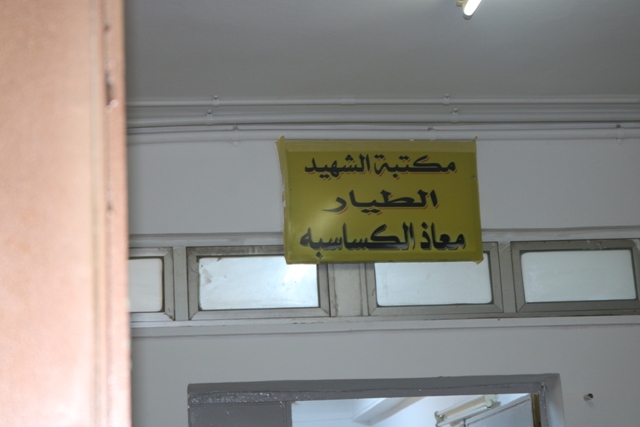 مكتبة الشهيد
الطيار
معاذ الكساسبه